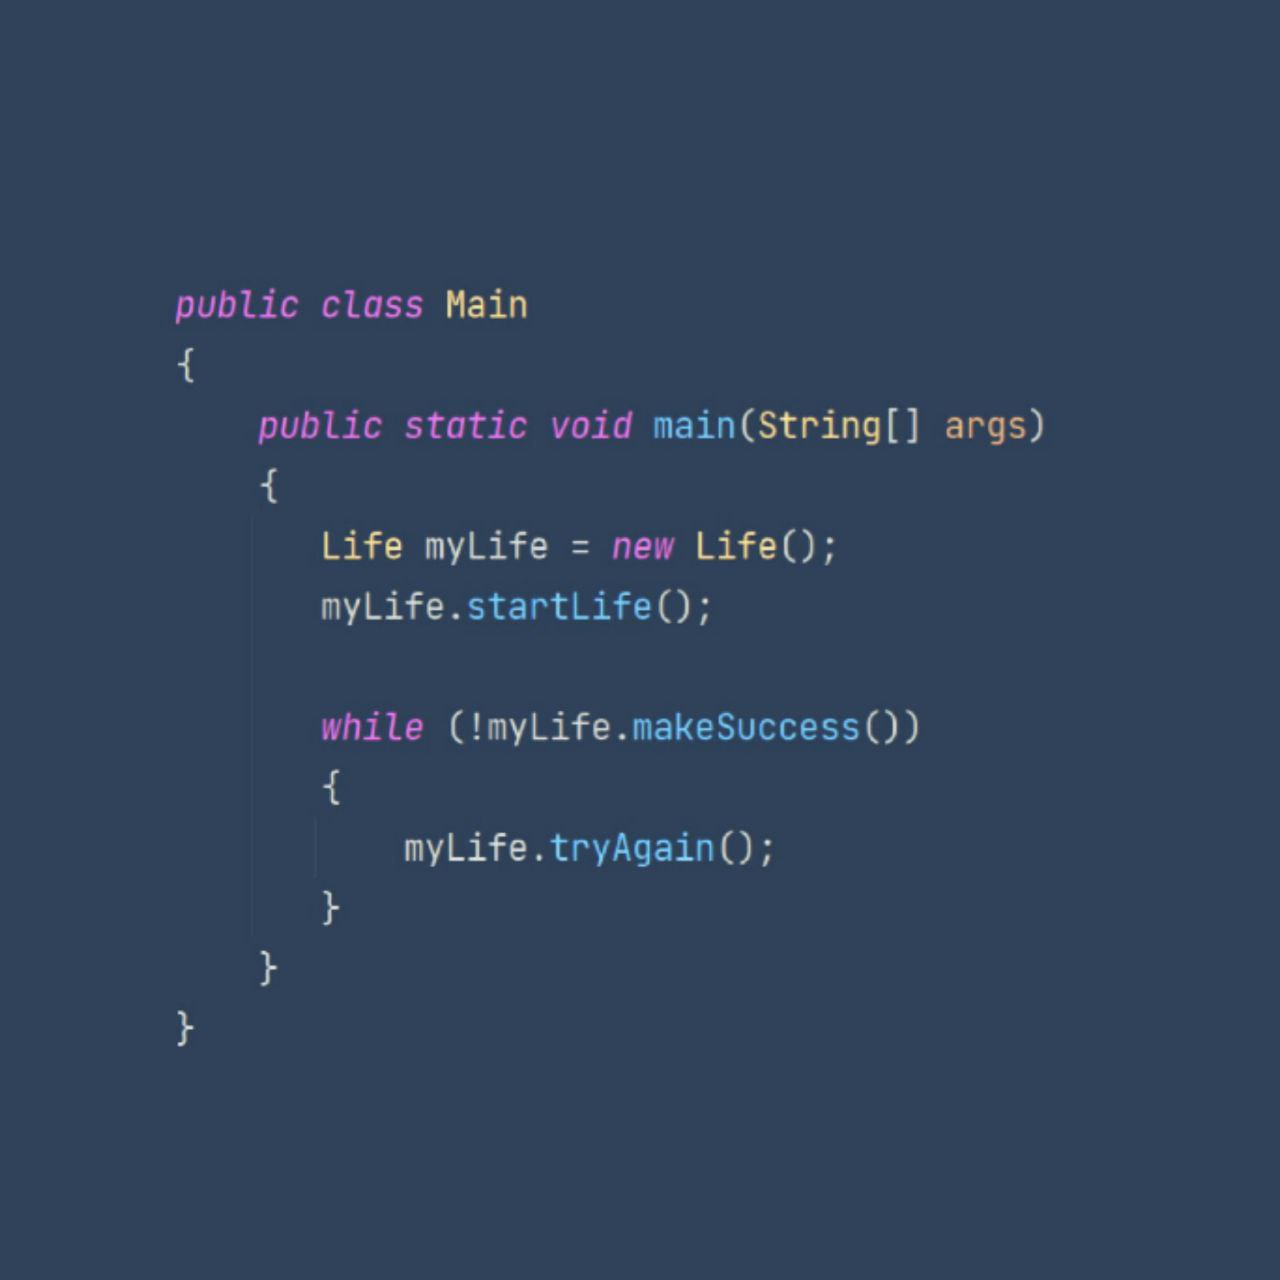 public class Main
{
    public static void main(String[] args)
    {
       Life myLife = new Life();
       myLife.startLife();

       while (!myLife.makeSuccess())
       {
           myLife.tryAgain();
       }
    }
}